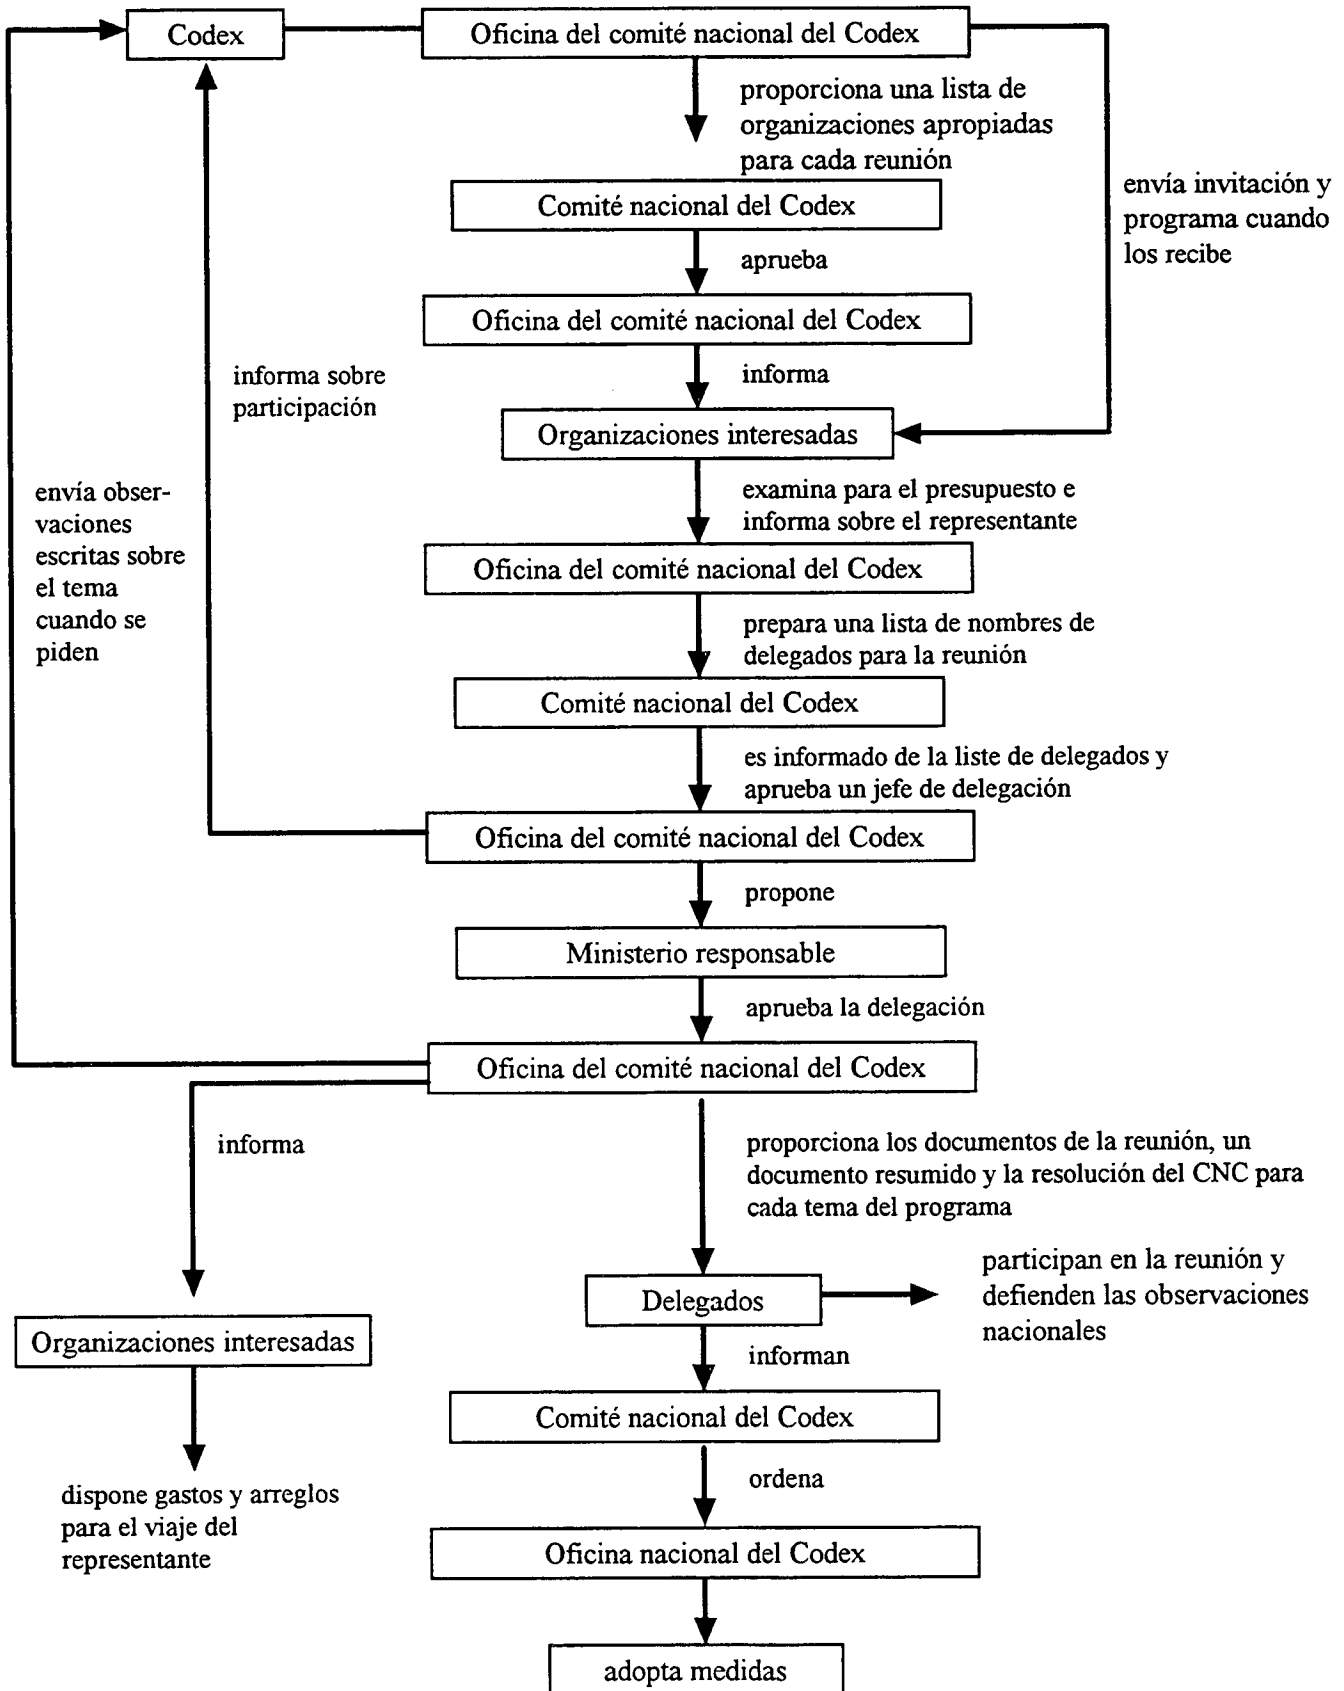 Codex
Oficina del comité nacional del Codex
proporciona una lista de
organizaciones apropiadas
para cada reunión
envía invitación y
programa cuando
los recibe
Comité nacional del Codex
aprueba
Oficina del comité nacional del Codex
informa
informa sobre
participación
Organizaciones interesadas
envía obser-
vaciones
escritas sobre
el tema
cuando se
piden
examina para el presupuesto e
informa sobre el representante
Oficina del comité nacional del Codex
prepara una lista de nombres de
delegados para la reunión
Comité nacional del Codex
es informado de la liste de delegados y
aprueba un jefe de delegación
Oficina del comité nacional del Codex
propone
Ministerio responsable
aprueba la delegación
Oficina del comité nacional del Codex
informa
proporciona los documentos de la reunión, un
documento resumido y la resolución del CNC para
cada tema del programa
Delegados
participan en la reunión y
defienden las observaciones
nacionales
Organizaciones interesadas
informan
Comité nacional del Codex
ordena
dispone gastos y arreglos
para el viaje del
representante
Oficina nacional del Codex
adopta medidas